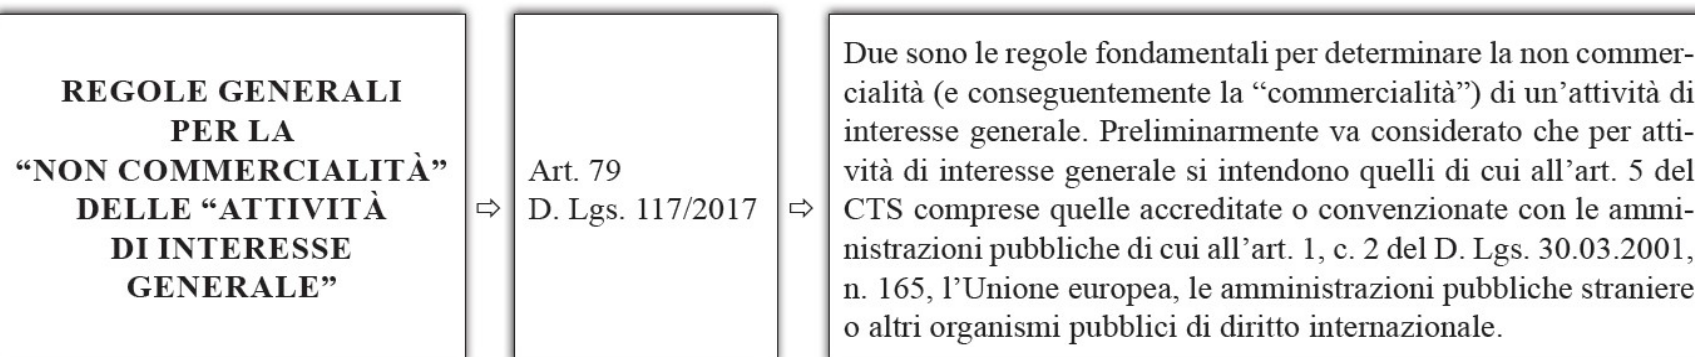 REGOLE GENERALI
PER LA
“NON COMMERCIALITÀ”
DELLE “ATTIVITÀ
DI INTERESSE
GENERALE”
⇨
Art. 79
D. Lgs. 117/2017
⇨
Due sono le regole fondamentali per determinare la non commer-
cialità (e conseguentemente la “commercialità”) di un’attività di
interesse generale. Preliminarmente va considerato che per atti-
vità di interesse generale si intendono quelli di cui all’art. 5 del
CTS comprese quelle accreditate o convenzionate con le ammi-
nistrazioni pubbliche di cui all’art. 1, c. 2 del D. Lgs. 30.03.2001,
n. 165, l’Unione europea, le amministrazioni pubbliche straniere
o altri organismi pubblici di diritto internazionale.